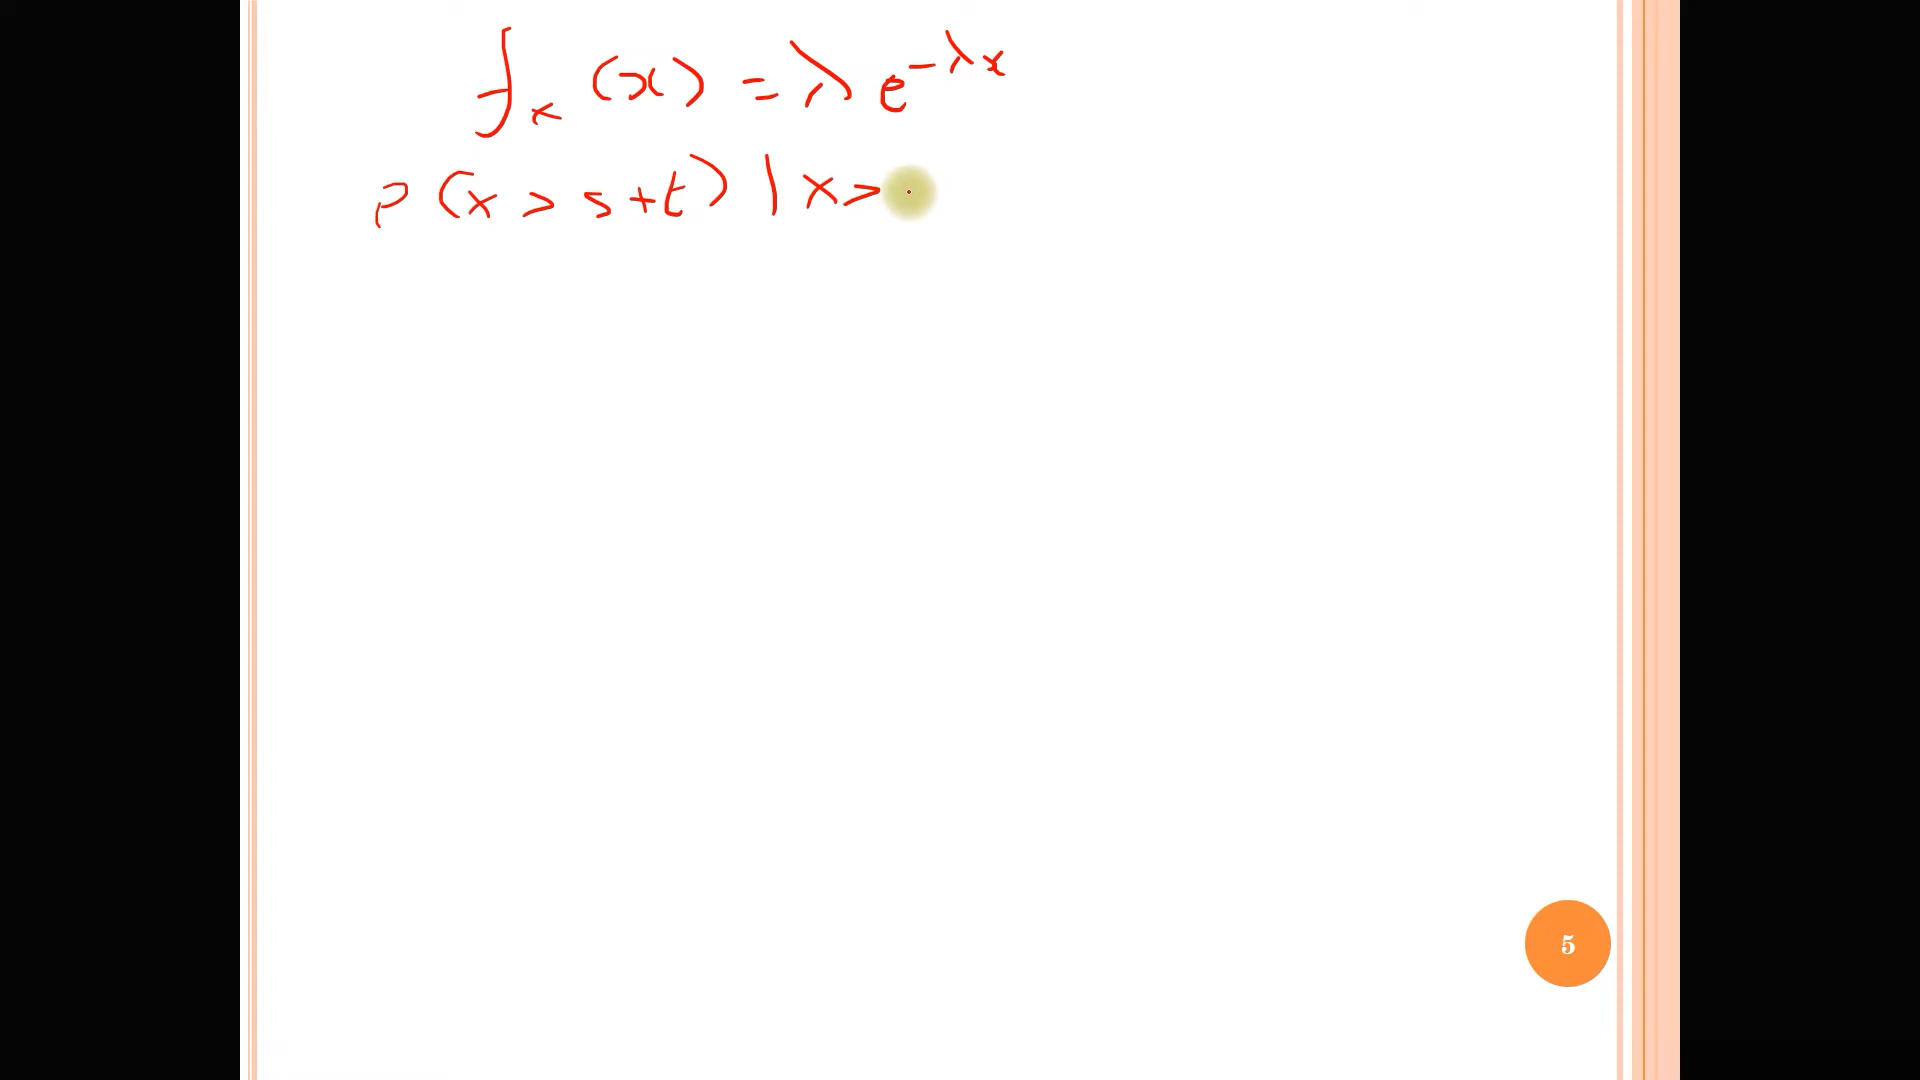 fx (x) = λ e^{-λx}
P (x > s+t) | x >
5